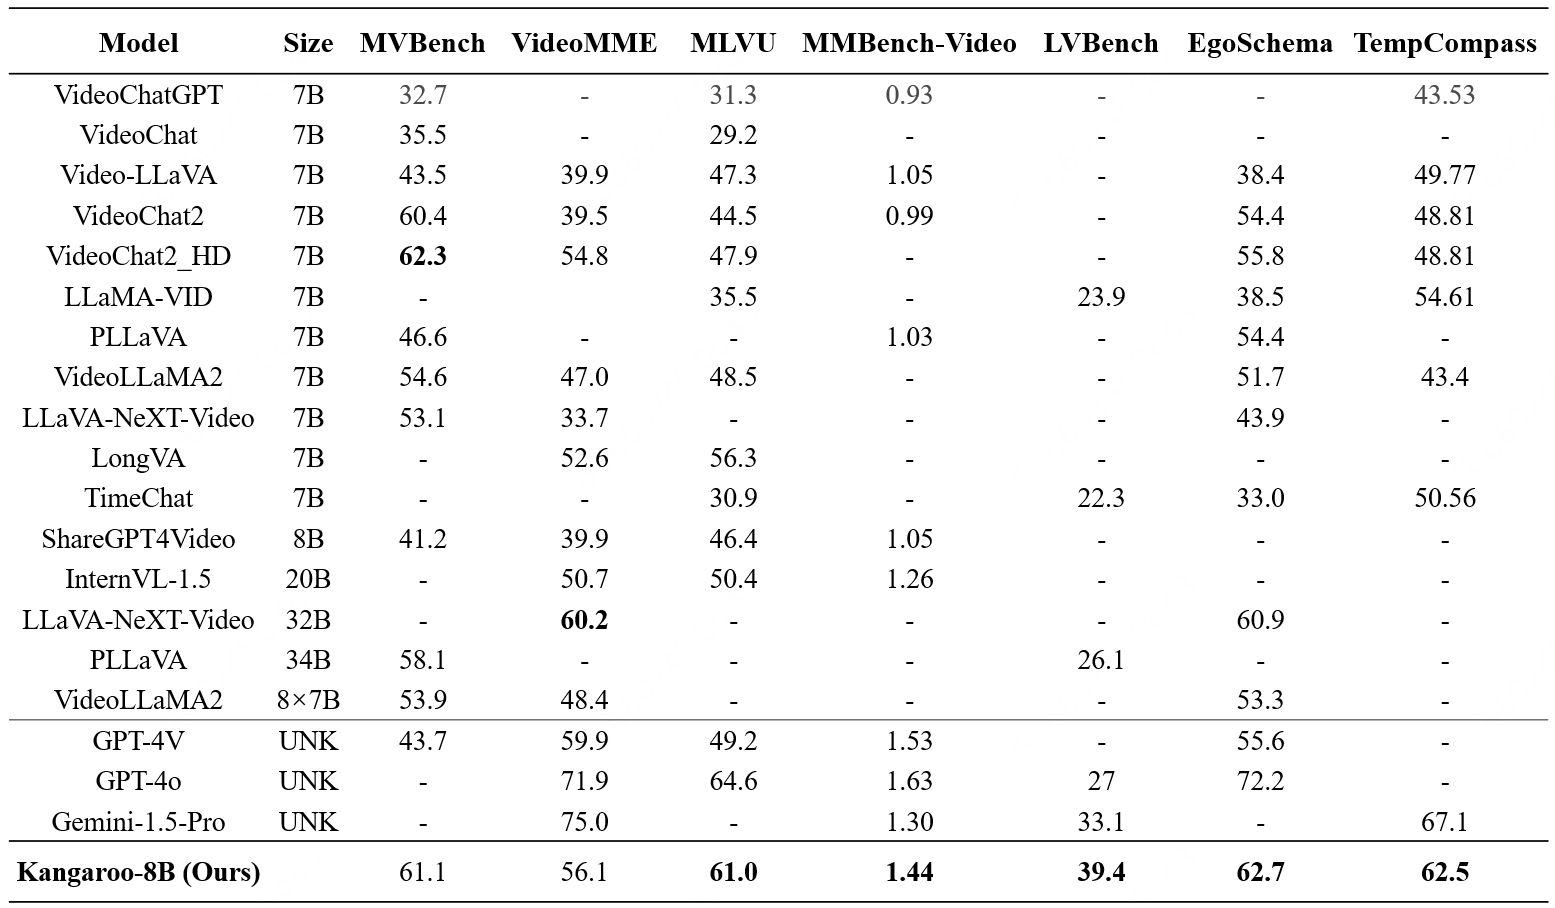 Model Size MVBench VideoMME MLVU MMBench-Video LVBench EgoSchema TempCompass
VideoChatGPT 7B 32.7 - 31.3 0.93 - - 43.53
VideoChat 7B 35.5 - 29.2 - - - -
Video-LLaVA 7B 43.5 39.9 47.3 1.05 - 38.4 49.77
VideoChat2 7B 60.4 39.5 44.5 0.99 - 54.4 48.81
VideoChat2_HD 7B 62.3 54.8 47.9 - - 55.8 48.81
LLaMA-VID 7B - 35.5 - 23.9 38.5 54.61
PLLaVA 7B 46.6 - - 1.03 - 54.4 -
VideoLLaMA2 7B 54.6 47.0 48.5 - - 51.7 43.4
LLaVA-NeXT-Video 7B 53.1 33.7 - - - 43.9 -
LongVA 7B - 52.6 56.3 - - - -
TimeChat 7B - - 30.9 - 22.3 33.0 50.56
ShareGPT4Video 8B 41.2 39.9 46.4 1.05 - - -
InternVL-1.5 20B - 50.7 50.4 1.26 - - -
LLaVA-NeXT-Video 32B - 60.2 - - - 60.9 -
PLLaVA 34B 58.1 - - - 26.1 - -
VideoLLaMA2 8×7B 53.9 48.4 - - - 53.3 -
GPT-4V UNK 43.7 59.9 49.2 1.53 - 55.6 -
GPT-4o UNK - 71.9 64.6 1.63 27 72.2 -
Gemini-1.5-Pro UNK - 75.0 - 1.30 33.1 - 67.1
Kangaroo-8B (Ours) 61.1 56.1 61.0 1.44 39.4 62.7 62.5